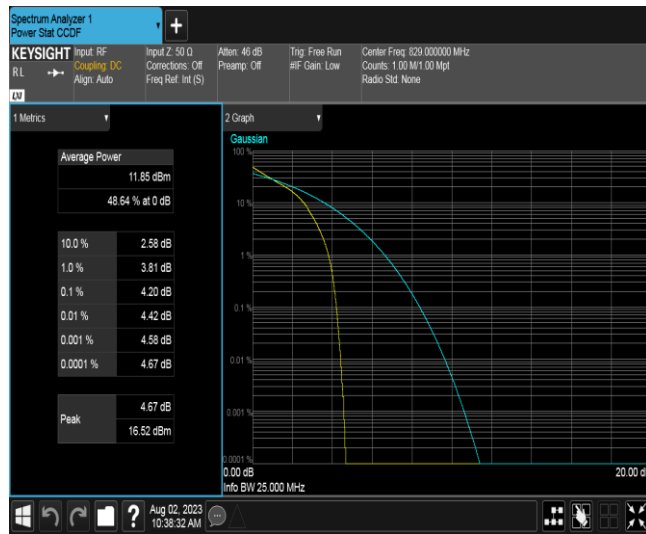 Spectrum Analyzer 1
Power Stat CCDF
+
KEYSIGHT
RL
LXI
Input: RF
Coupling: DC
Align: Auto
Input Z: 50 Ω
Corrections: Off
Freq Ref: Int (S)
Atten: 46 dB
Preamp: Off
Trig: Free Run
#IF Gain: Low
Center Freq: 829.000000 MHz
Counts: 1.00 M/1.00 Mpt
Radio Std: None
1 Metrics
Average Power
11.85 dBm
48.64 % at 0 dB
10.0 % 2.58 dB
1.0 % 3.81 dB
0.1 % 4.20 dB
0.01 % 4.42 dB
0.001 % 4.58 dB
0.0001 % 4.67 dB
Peak
4.67 dB
16.52 dBm
2 Graph
Gaussian
100 %
10 %
1 %
0.1 %
0.01 %
0.001 %
0.0001 %
0.00 dB
20.00 d
Info BW 25.000 MHz
?
Aug 02, 2023
10:38:32 AM